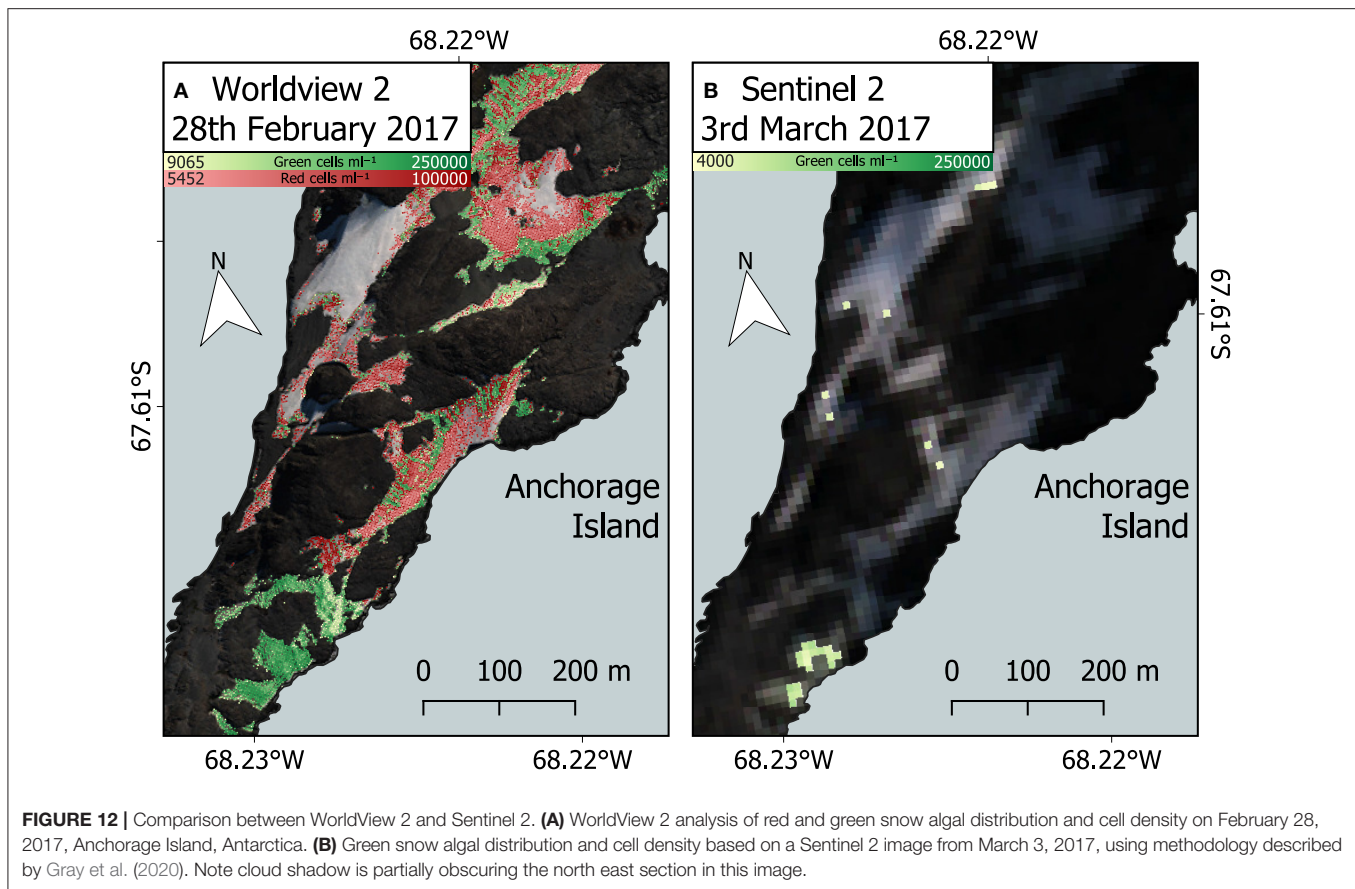 68.22°W
68.22°W
A Worldview 2
28th February 2017
9065 Green cells ml⁻¹ 250000
5452 Red cells ml⁻¹ 100000
N
67.61°S
Anchorage
Island
0 100 200 m
68.23°W
68.22°W
B Sentinel 2
3rd March 2017
4000 Green cells ml⁻¹ 250000
N
67.61°S
Anchorage
Island
0 100 200 m
68.23°W
68.22°W
FIGURE 12 | Comparison between WorldView 2 and Sentinel 2. (A) WorldView 2 analysis of red and green snow algal distribution and cell density on February 28,
2017, Anchorage Island, Antarctica. (B) Green snow algal distribution and cell density based on a Sentinel 2 image from March 3, 2017, using methodology described
by Gray et al. (2020). Note cloud shadow is partially obscuring the north east section in this image.